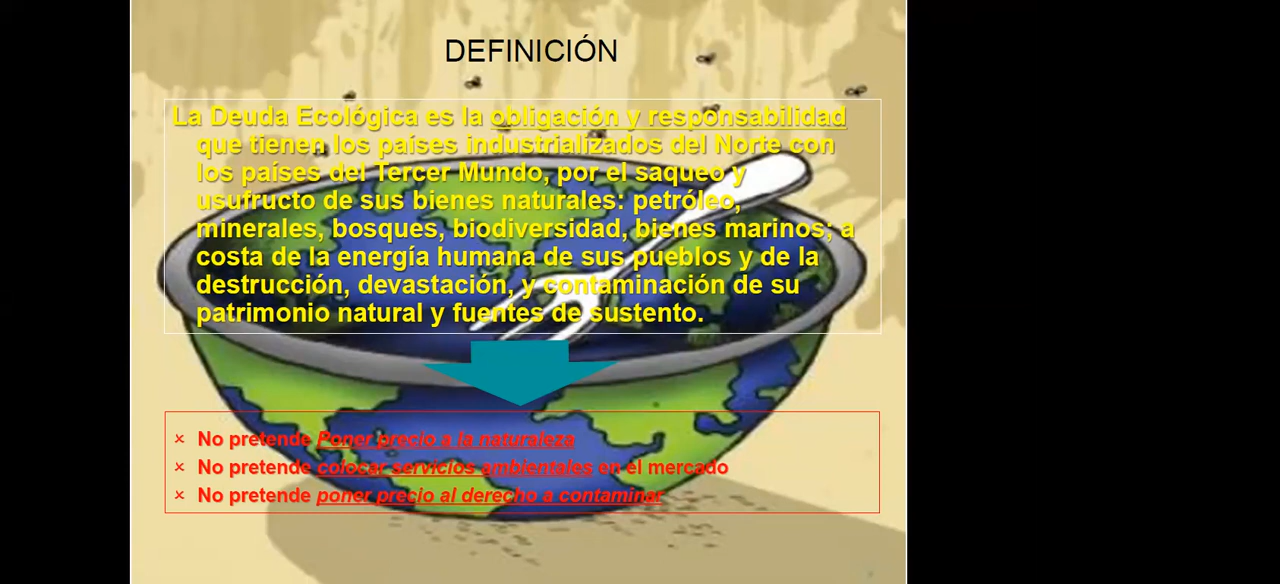 DEFINICIÓN
La Deuda Ecológica es la obligación y responsabilidad
que tienen los países industrializados del Norte con
los países del Tercer Mundo, por el saqueo y
usufructo de sus bienes naturales: petróleo,
minerales, bosques, biodiversidad, bienes marinos; a
costa de la energía humana de sus pueblos y de la
destrucción, devastación, y contaminación de su
patrimonio natural y fuentes de sustento.
× No pretende Poner precio a la naturaleza
× No pretende colocar servicios ambientales en el mercado
× No pretende poner precio al derecho a contaminar